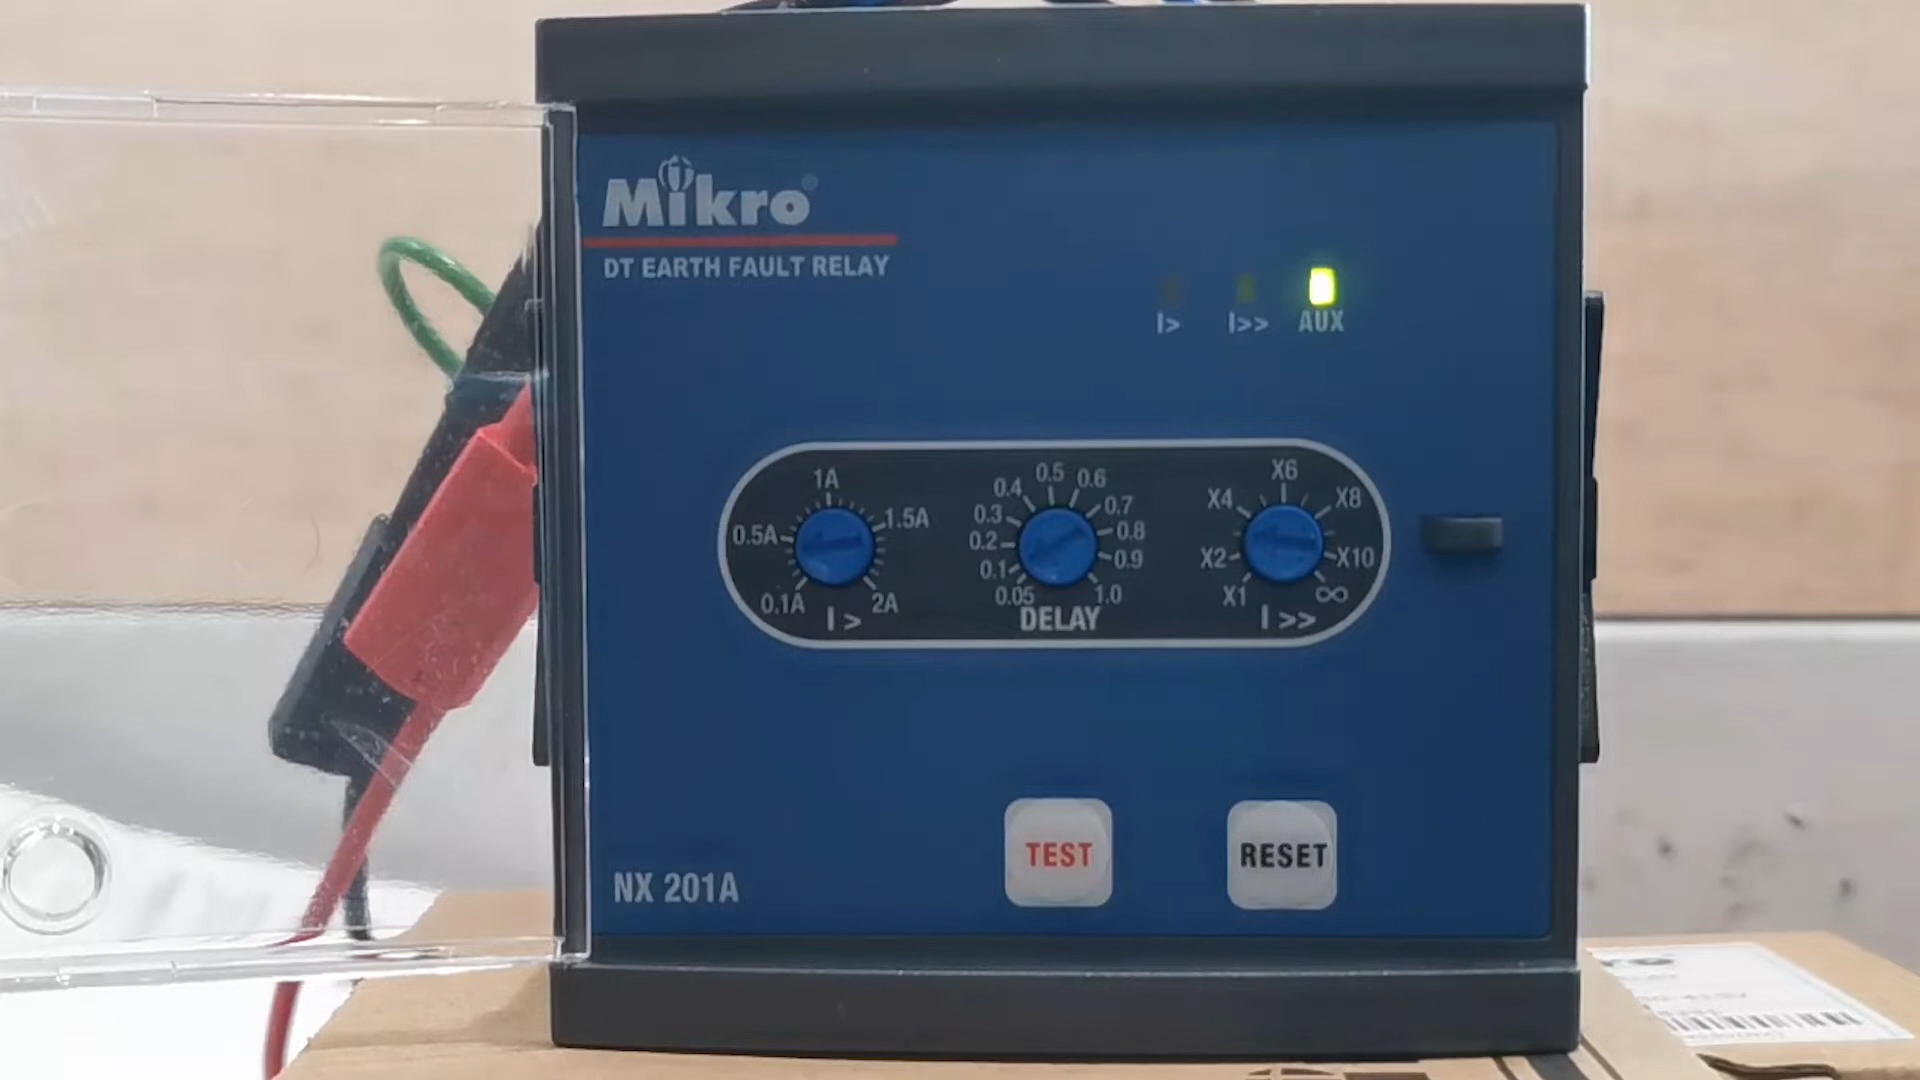 Mikro®
DT EARTH FAULT RELAY
I> I>> AUX
0.1A 0.5A 1A 1.5A 2A
I >
0.05 0.1 0.2 0.3 0.4 0.5 0.6 0.7 0.8 0.9 1.0
DELAY
X1 X2 X4 X6 X8 X10 ∞
I >>
TEST RESET
NX 201A